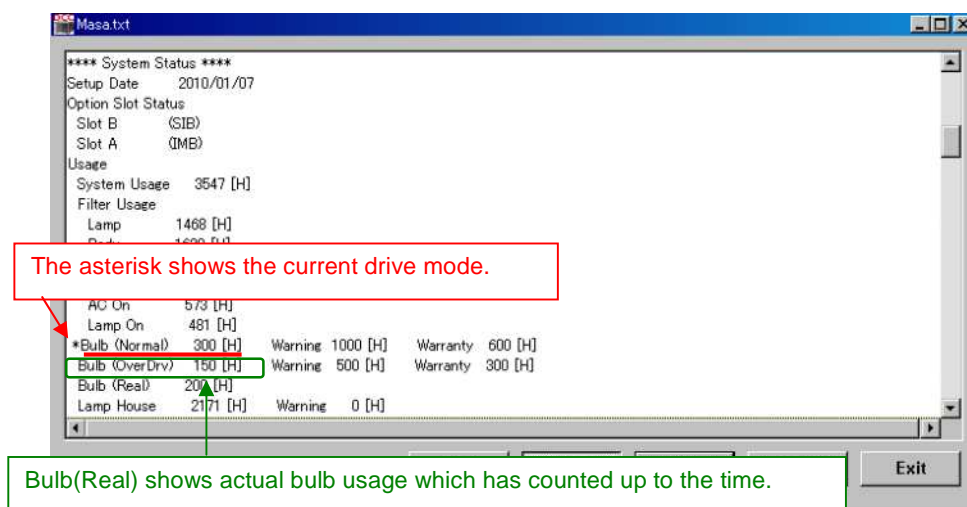 Masa.txt
**** System Status ****
Setup Date 2010/01/07
Option Slot Status
Slot B (SIB)
Slot A (IMB)
Usage
System Usage 3547 [H]
Filter Usage
Lamp 1468 [H]
The asterisk shows the current drive mode.
AC On 573 [H]
Lamp On 481 [H]
*Bulb (Normal) 300 [H] Warning 1000 [H] Warranty 600 [H]
Bulb (OverDrv) 150 [H] Warning 500 [H] Warranty 300 [H]
Bulb (Real) 200 [H]
Lamp House 2171 [H] Warning 0 [H]
Exit
Bulb(Real) shows actual bulb usage which has counted up to the time.